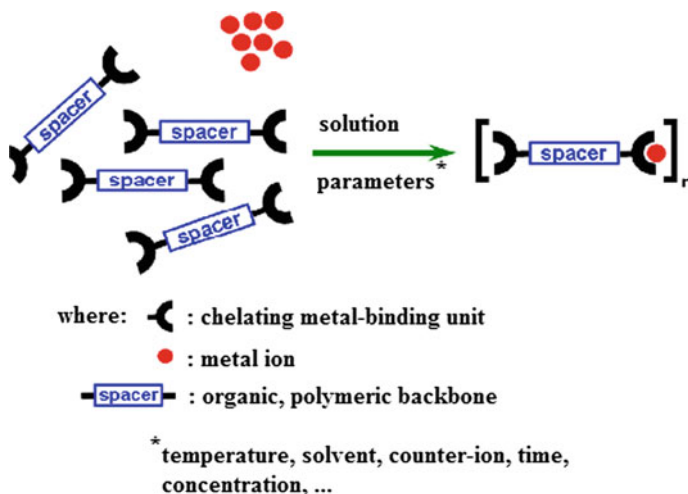 spacer
spacer
spacer
spacer
solution
parameters*
spacer
n
where:
: chelating metal-binding unit
: metal ion
spacer
: organic, polymeric backbone
*temperature, solvent, counter-ion, time,
concentration, ...